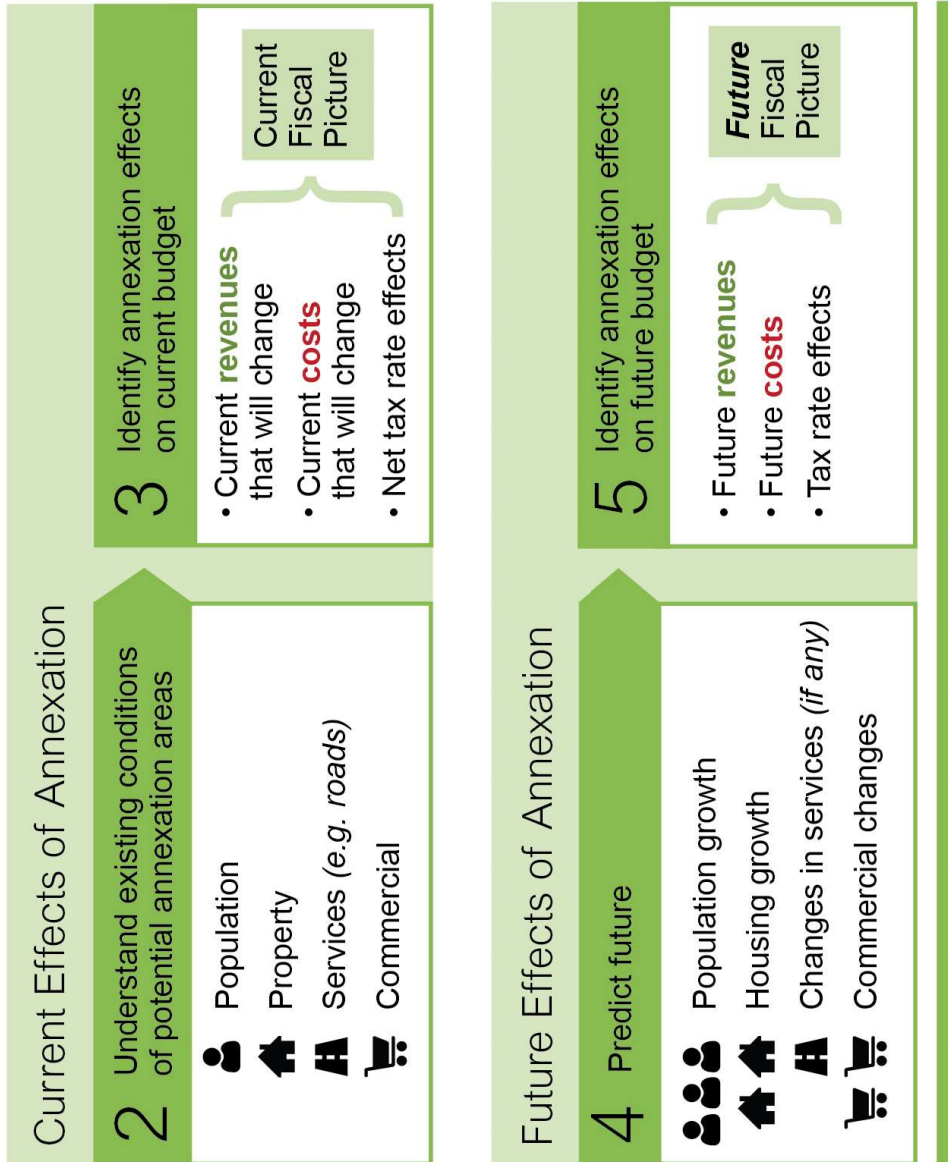 Current Effects of Annexation
2 Understand existing conditions
of potential annexation areas
Population
Property
Services (e.g. roads)
Commercial
3 Identify annexation effects
on current budget
• Current revenues
that will change
• Current costs
that will change
• Net tax rate effects
Current
Fiscal
Picture
Future Effects of Annexation
4 Predict future
Population growth
Housing growth
Changes in services (if any)
Commercial changes
5 Identify annexation effects
on future budget
• Future revenues
• Future costs
• Tax rate effects
Future
Fiscal
Picture